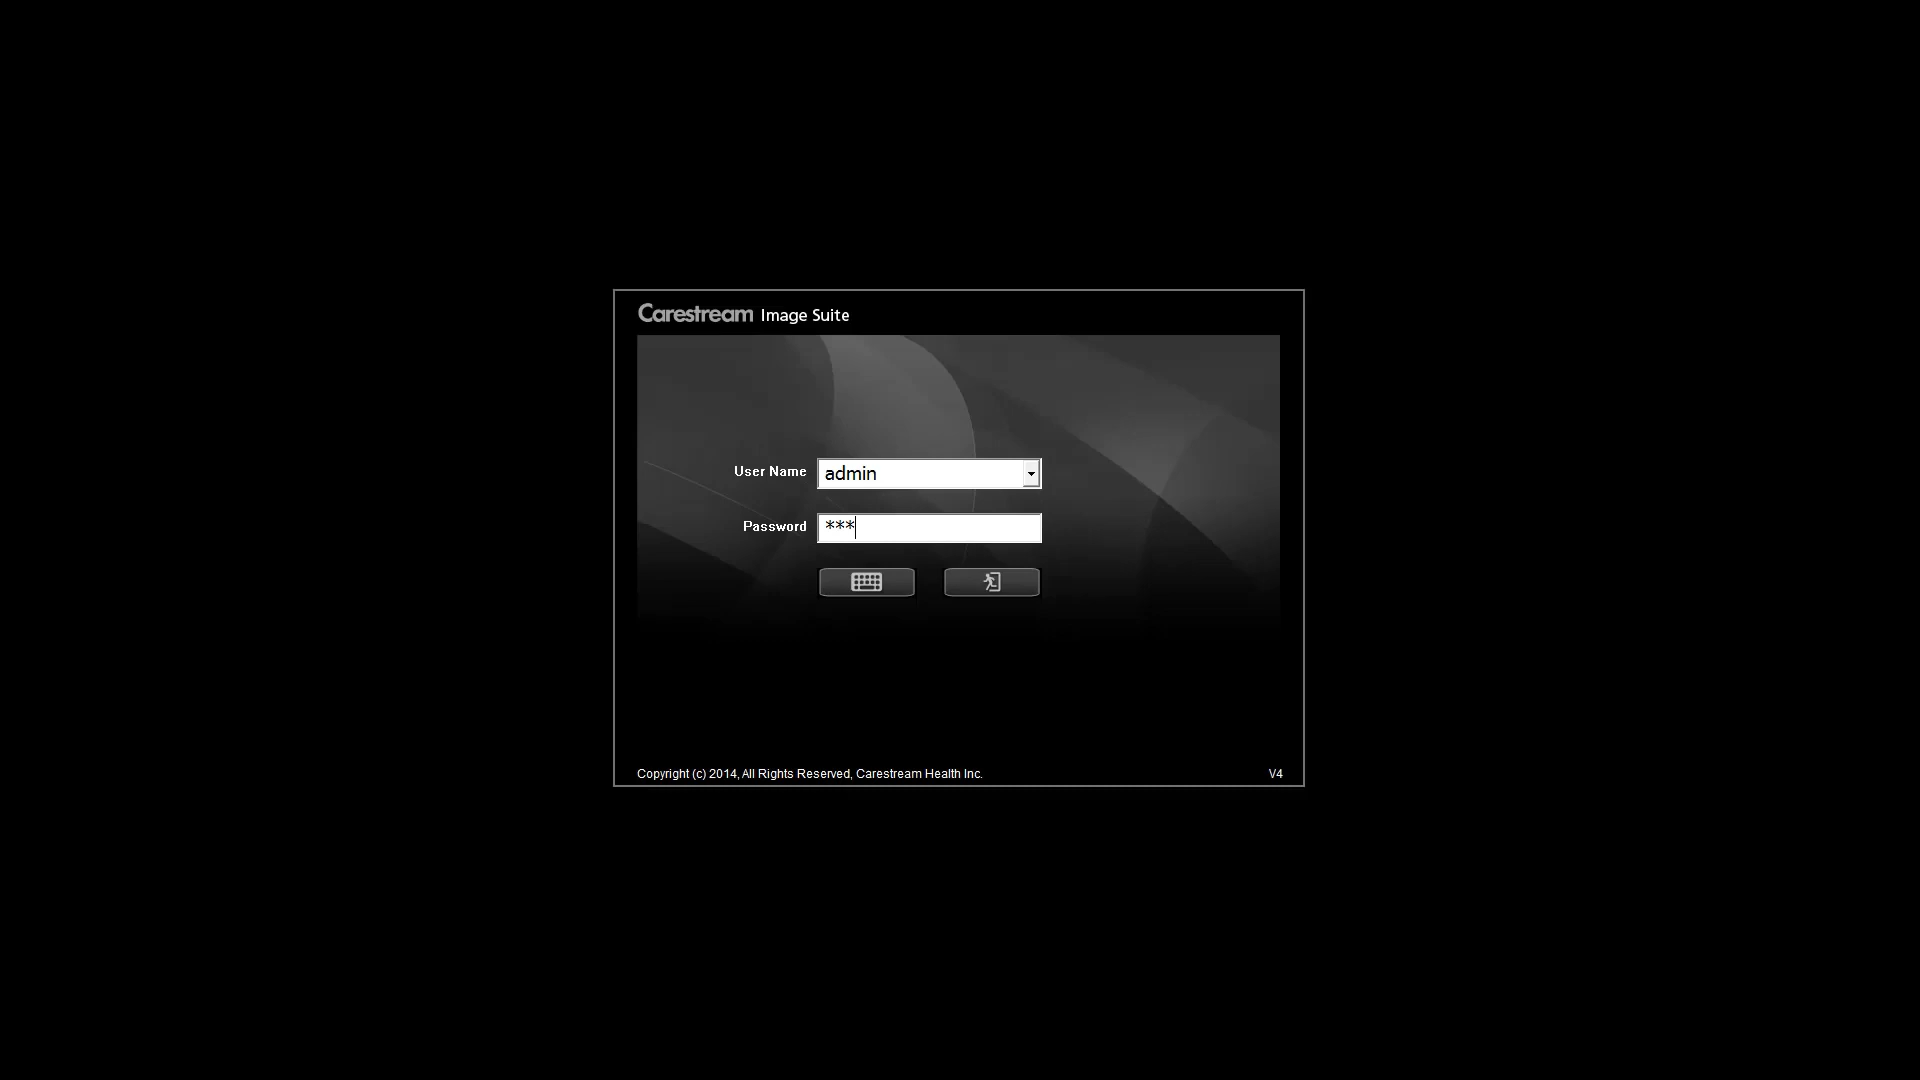 Carestream Image Suite
User Name admin
Password ***
Copyright (c) 2014, All Rights Reserved, Carestream Health Inc. V4